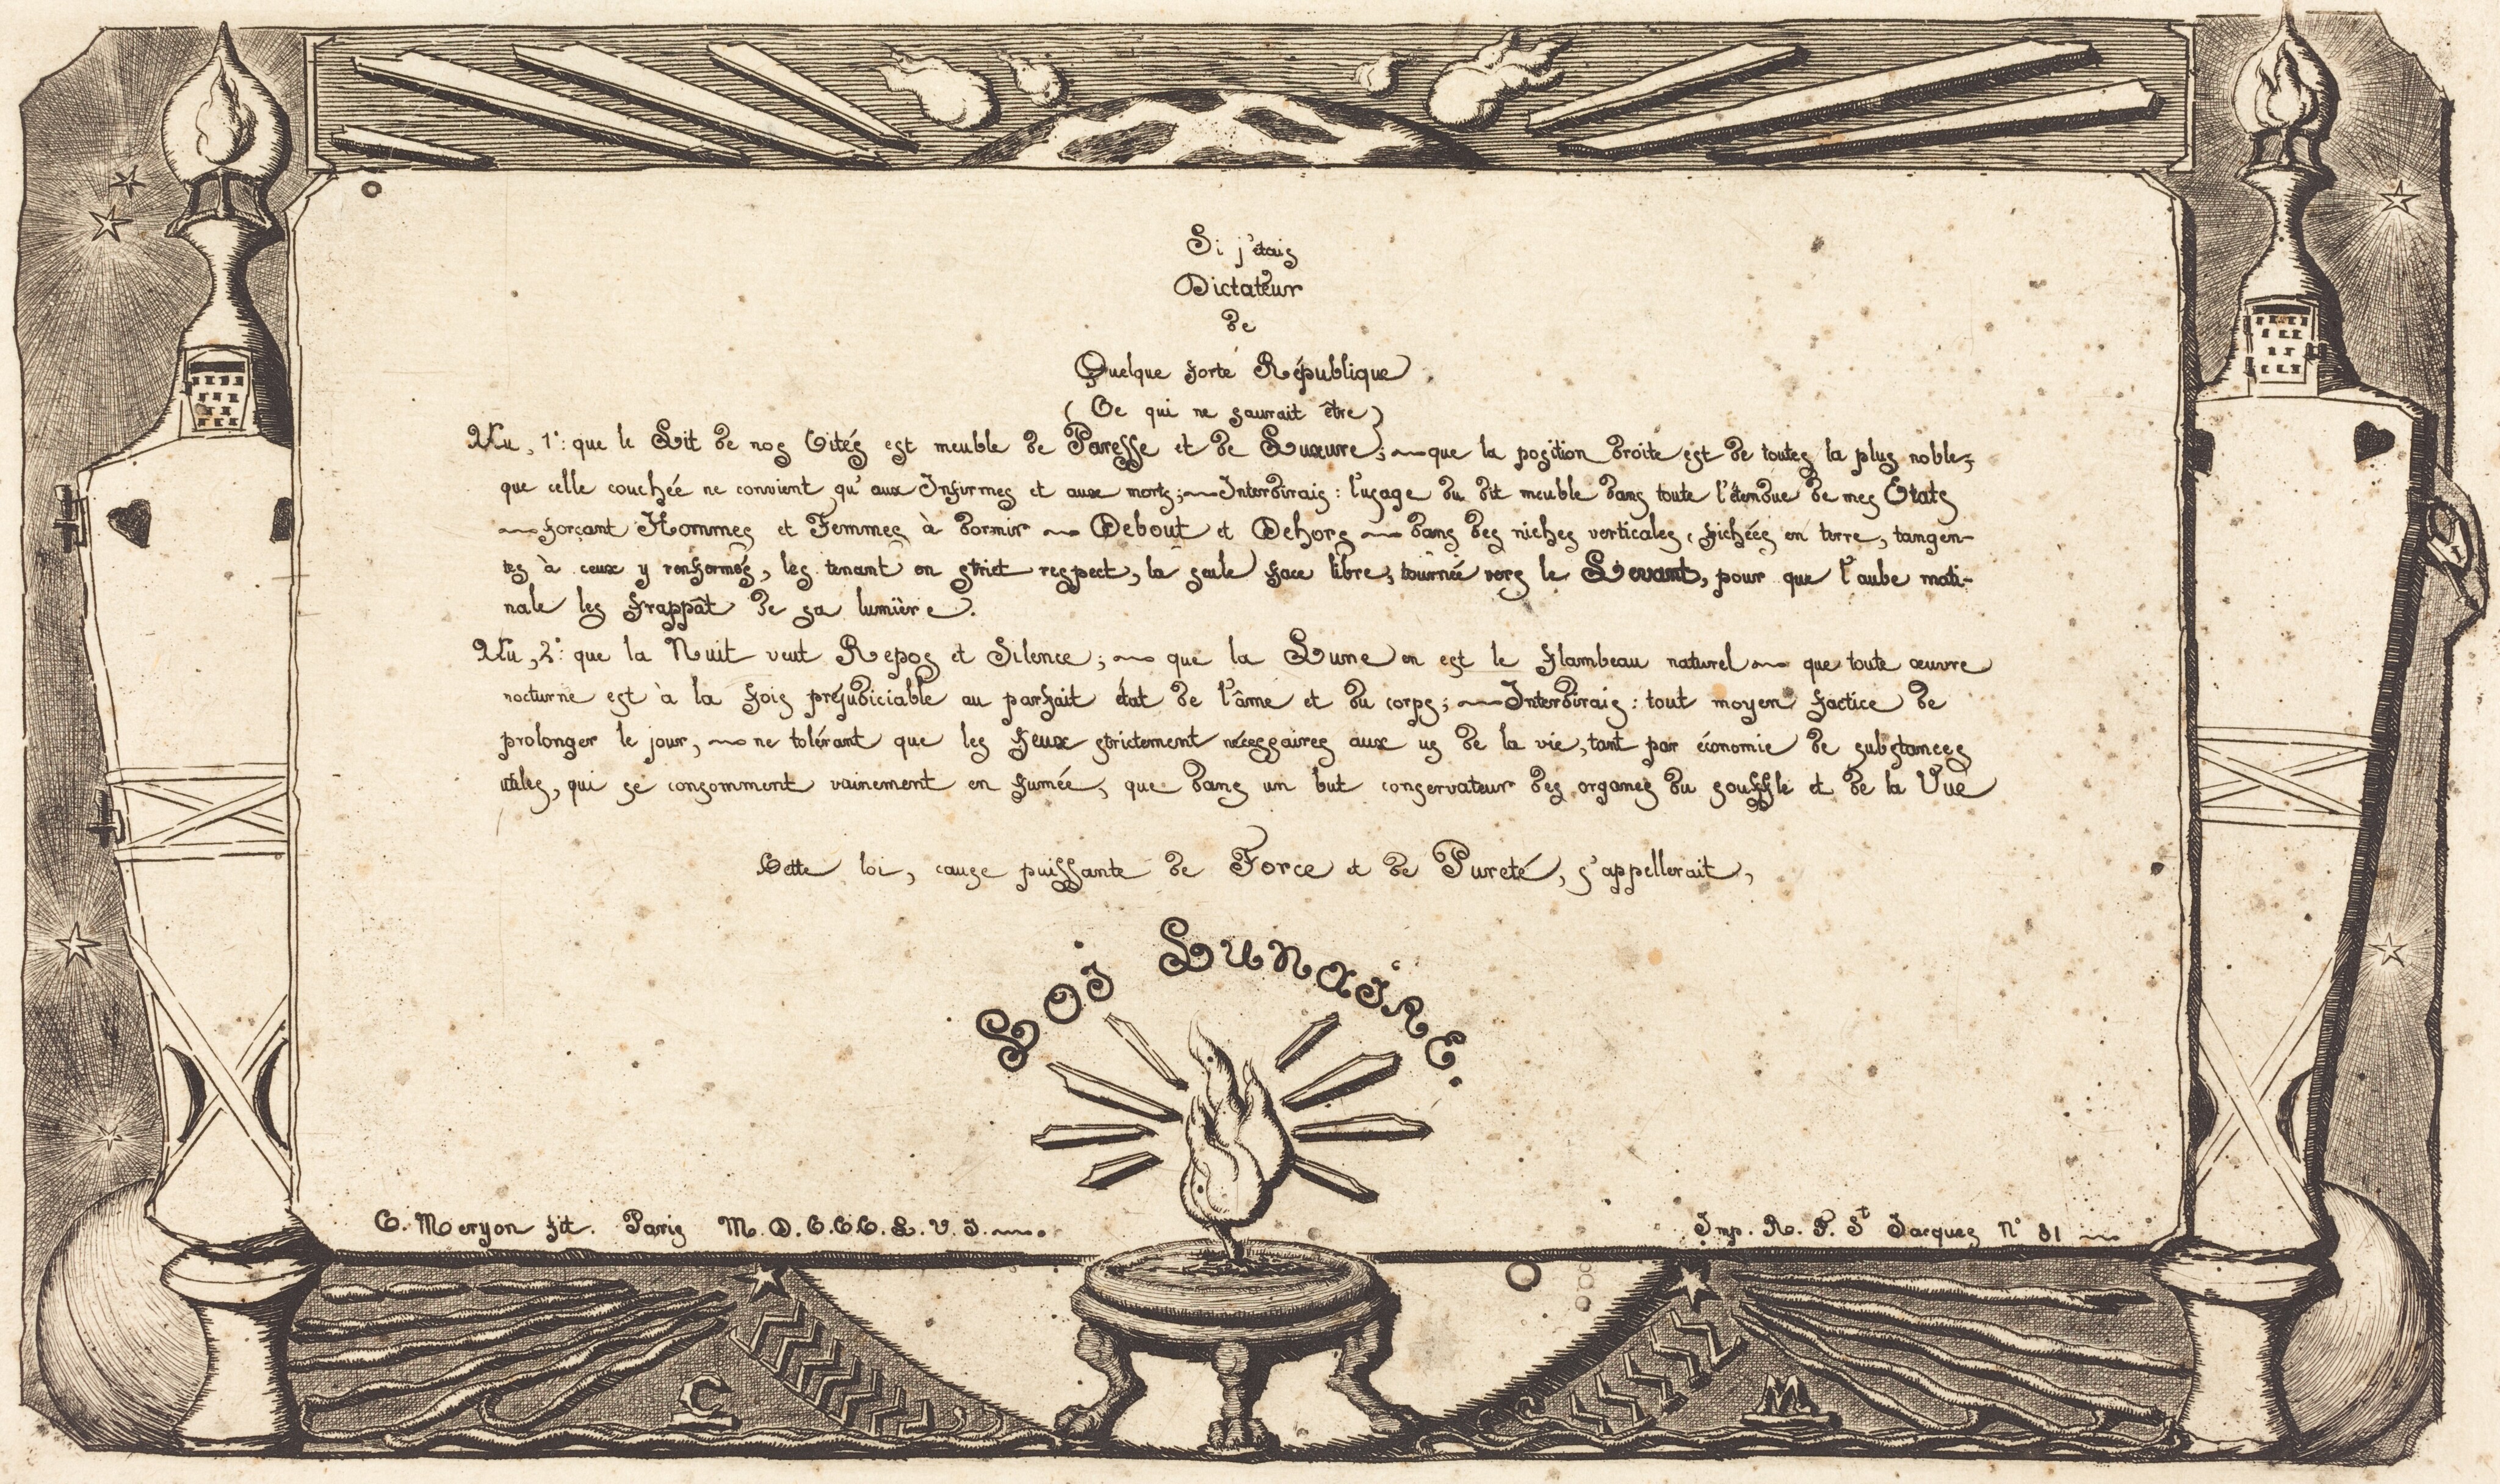 Si j'étais
Dictateur
de
Quelque forte République
(Ce qui ne saurait être)
Vu, 1°: que le Lit de nos Cités est meuble de Paresse et de Luxure; ~ que la position droite est de toutes la plus noble,
que celle couchée ne convient qu'aux Infirmes et aux morts; ~ Interdirais: l'usage du dit meuble dans toute l'étendue de mes Etats
~ forçant Hommes et Femmes à dormir ~ Debout et Dehors ~ dans des niches verticales, fichées en terre, tangen-
tes à ceux y renfermés, les tenant en strict respect, la seule face libre, tournée vers le Levant, pour que l'aube mati-
nale les frappât de sa lumière.
Vu, 2°: que la Nuit veut Repos et Silence; ~ que la Lune en est le flambeau naturel ~ que toute œuvre
nocturne est à la fois préjudiciable au parfait état de l'âme et du corps; ~ Interdirais: tout moyen factice de
prolonger le jour, ~ ne tolérant que les feux strictement nécessaires aux us de la vie, tant par économie de substances
utiles, qui se consomment vainement en fumée, que dans un but conservateur des organes du souffle et de la Vue
Cette loi, cause puissante de Force et de Pureté, s'appellerait,
LOI LUNAIRE.
C. Meryon fit. Paris M.D.C.C.C.L.V.I. ~.
Imp. R. F. St Jacques N° 81 ~
C
M